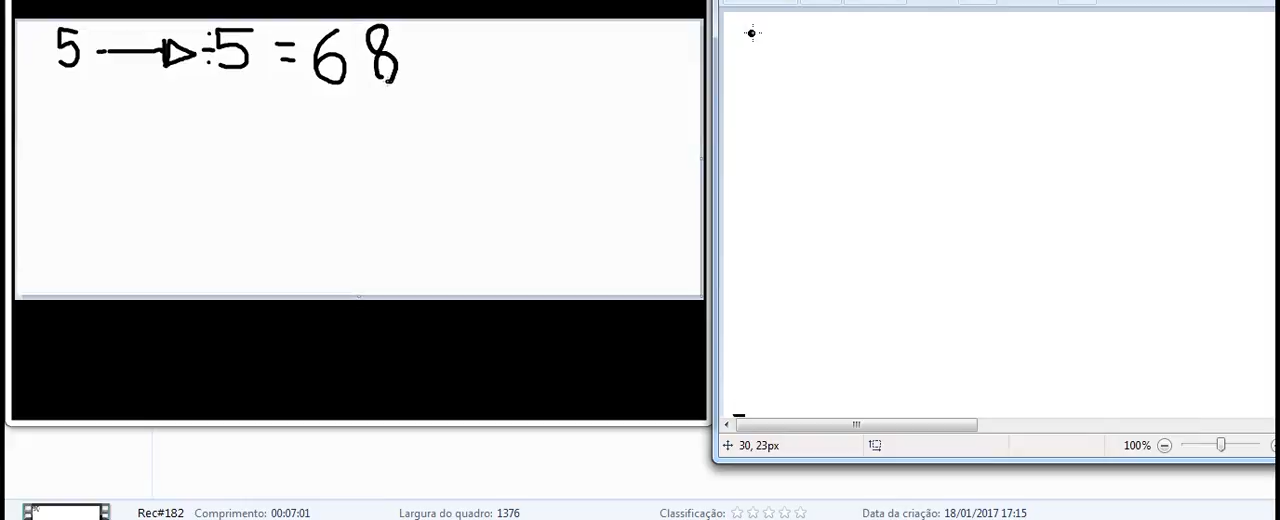 5 → ÷5 = 68
30, 23px
100%
Rec#182 Comprimento: 00:07:01 Largura do quadro: 1376 Classificação: Data da criação: 18/01/2017 17:15